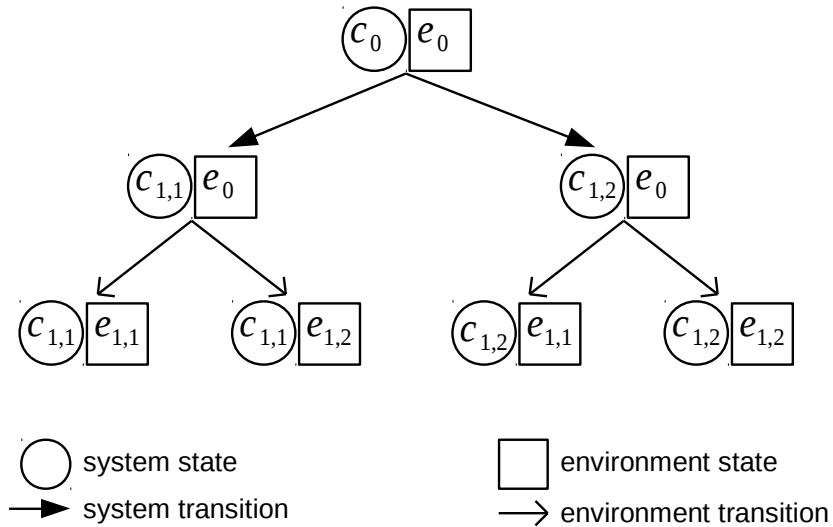 c₀ e₀
c₁,₁ e₀ c₁,₂ e₀
c₁,₁ e₁,₁ c₁,₁ e₁,₂ c₁,₂ e₁,₁ c₁,₂ e₁,₂
system state environment state
system transition environment transition